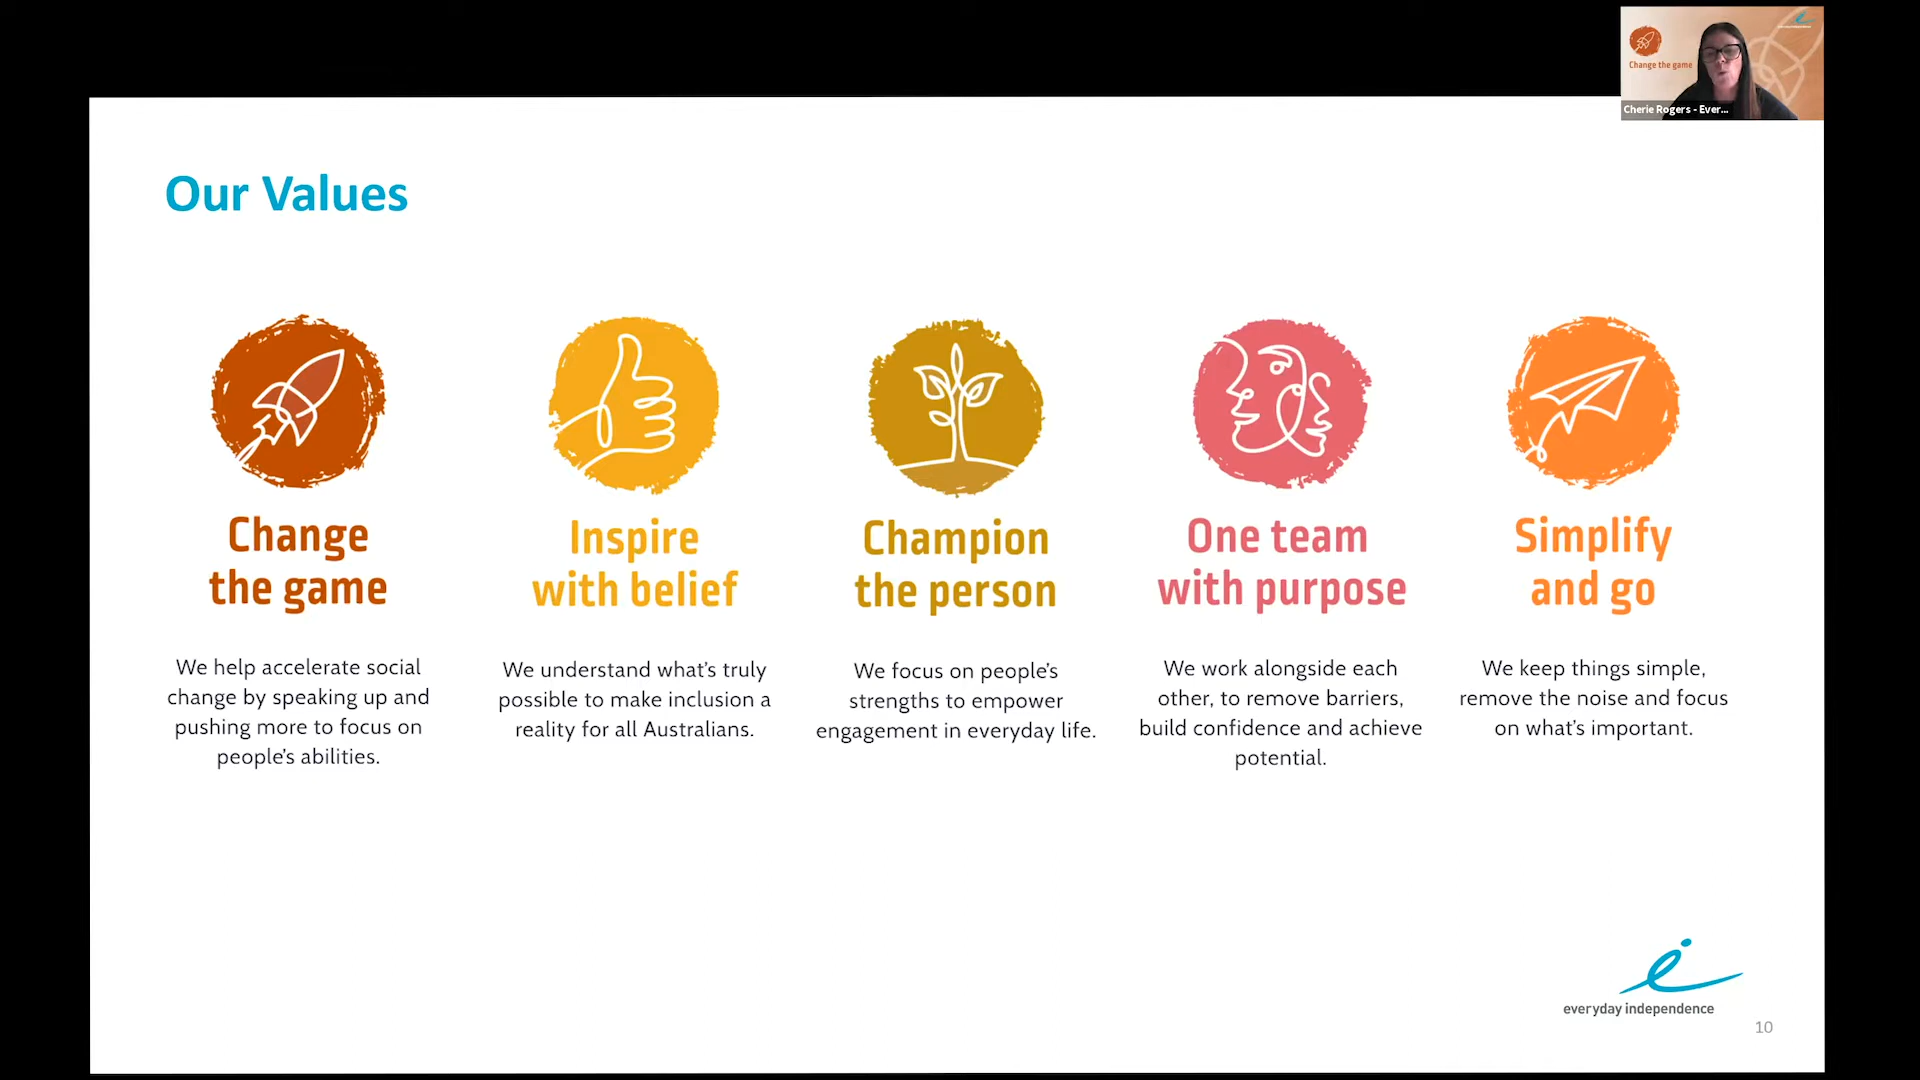 Change the game
Cherie Rogers - Ever...
Our Values
Change
the game
We help accelerate social
change by speaking up and
pushing more to focus on
people's abilities.
Inspire
with belief
We understand what's truly
possible to make inclusion a
reality for all Australians.
Champion
the person
We focus on people's
strengths to empower
engagement in everyday life.
One team
with purpose
We work alongside each
other, to remove barriers,
build confidence and achieve
potential.
Simplify
and go
We keep things simple,
remove the noise and focus
on what's important.
everyday independence
10